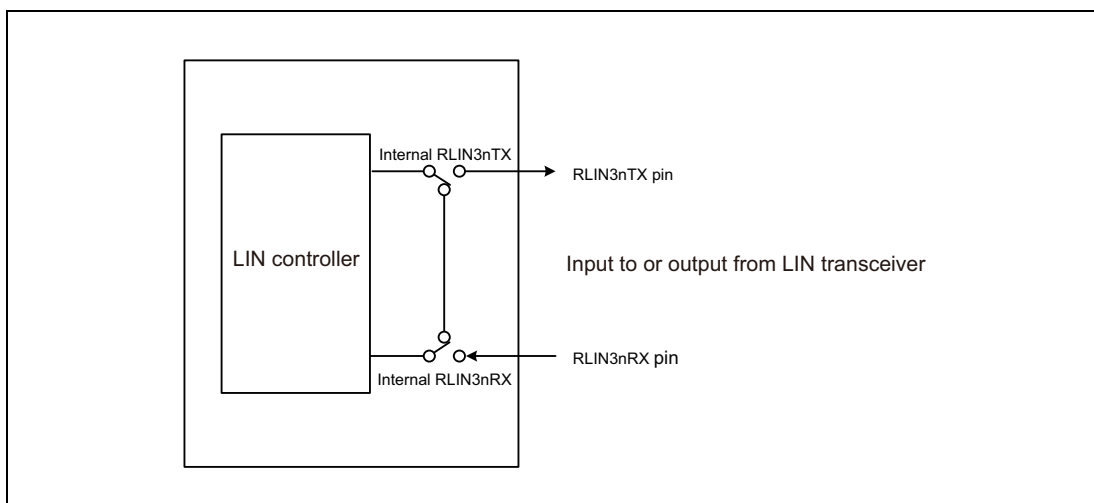 Internal RLIN3nTX
RLIN3nTX pin
LIN controller
Input to or output from LIN transceiver
RLIN3nRX pin
Internal RLIN3nRX